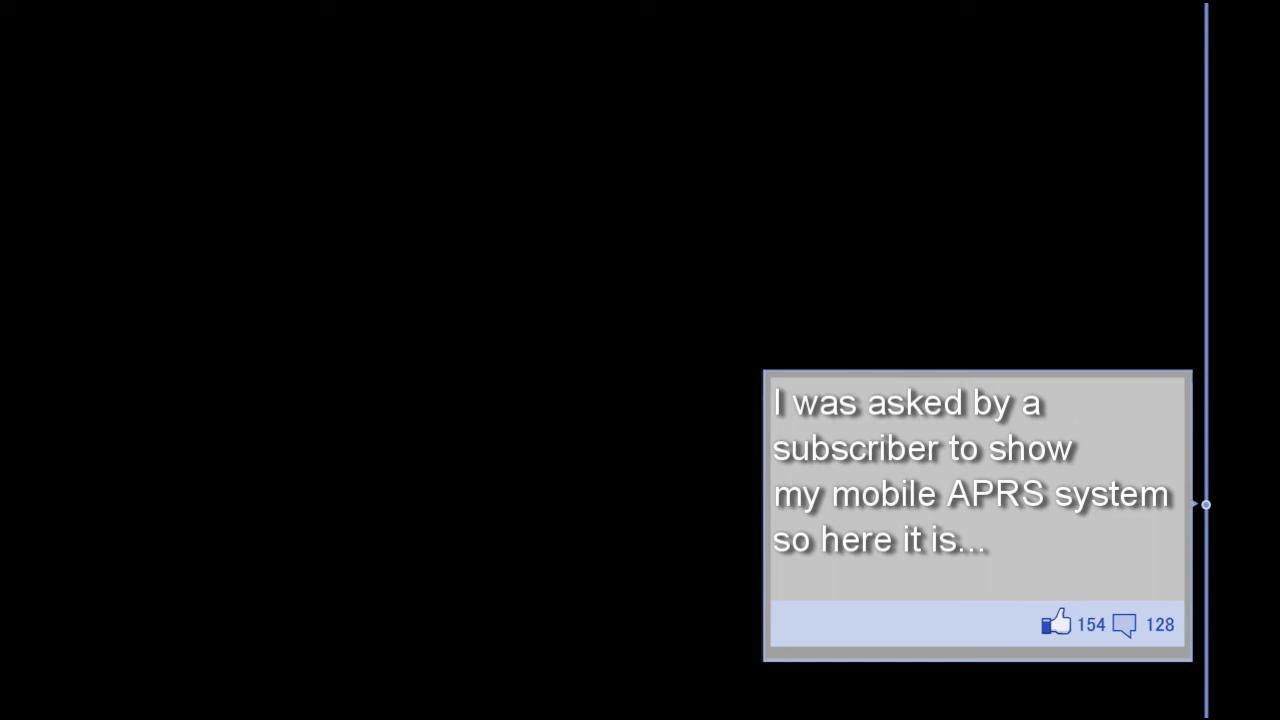 I was asked by a
subscriber to show
my mobile APRS system
so here it is...
154 128